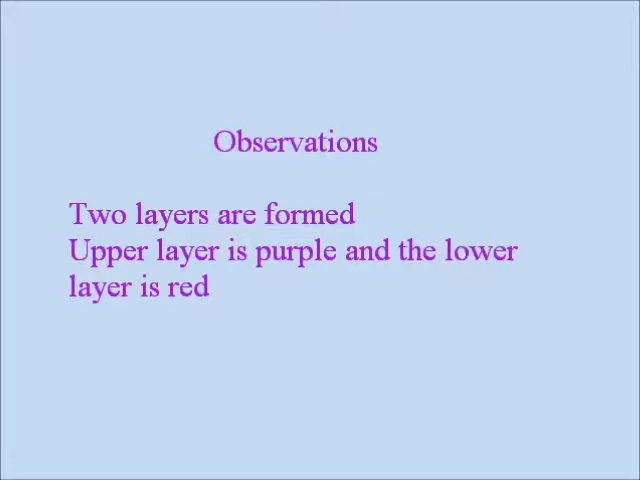 Observations
Two layers are formed
Upper layer is purple and the lower
layer is red